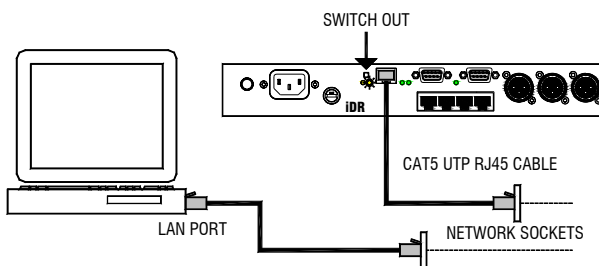 SWITCH OUT
iDR
CAT5 UTP RJ45 CABLE
LAN PORT
NETWORK SOCKETS